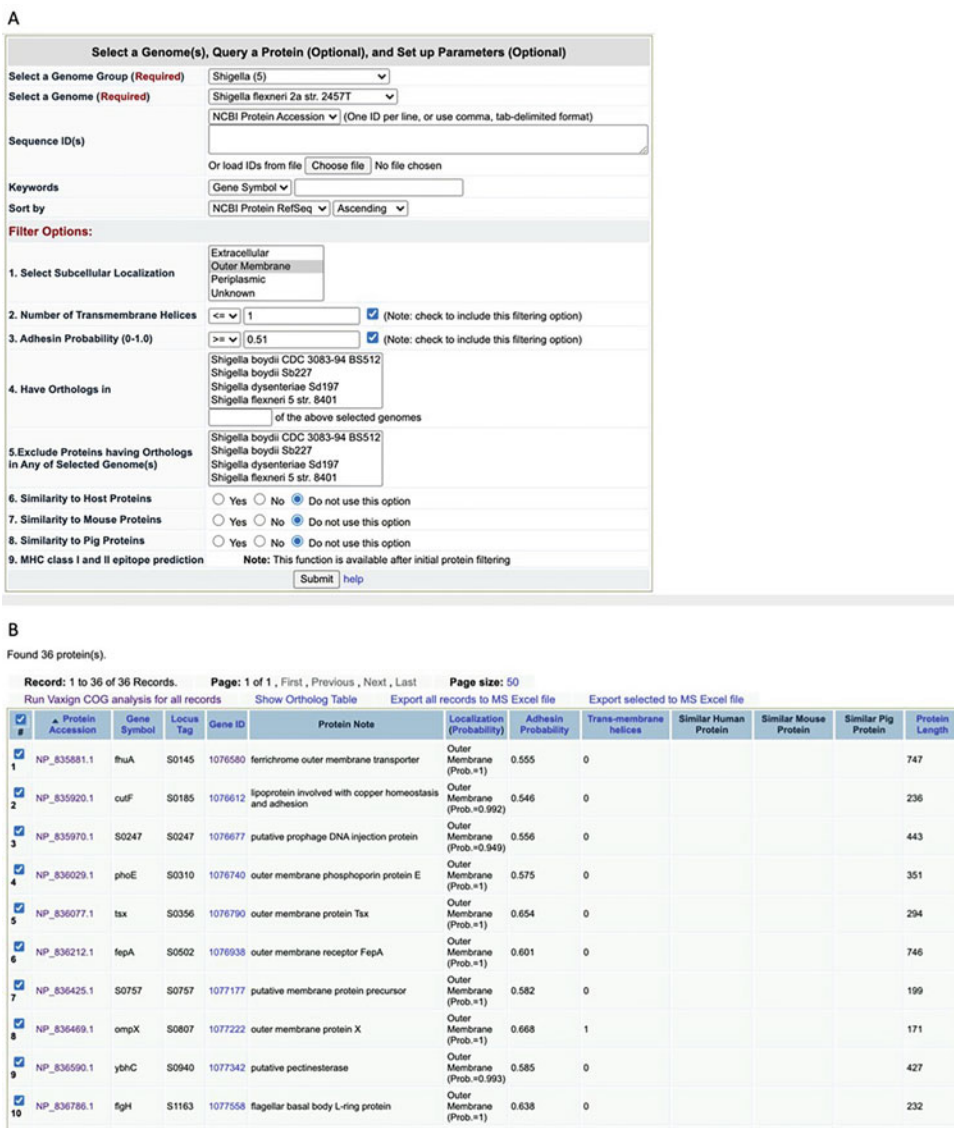 A
Select a Genome(s), Query a Protein (Optional), and Set up Parameters (Optional)
Select a Genome Group (Required) Shigella (5)
Select a Genome (Required) Shigella flexneri 2a str. 2457T
NCBI Protein Accession (One ID per line, or use comma, tab-delimited format)
Sequence ID(s)
Or load IDs from file Choose file No file chosen
Keywords Gene Symbol
Sort by NCBI Protein RefSeq Ascending
Filter Options:
1. Select Subcellular Localization
Extracellular
Outer Membrane
Periplasmic
Unknown
2. Number of Transmembrane Helices <= 1 (Note: check to include this filtering option)
3. Adhesin Probability (0-1.0) >= 0.51 (Note: check to include this filtering option)
4. Have Orthologs in
Shigella boydii CDC 3083-94 BS512
Shigella boydii Sb227
Shigella dysenteriae Sd197
Shigella flexneri 5 str. 8401
of the above selected genomes
5.Exclude Proteins having Orthologs
in Any of Selected Genome(s)
Shigella boydii CDC 3083-94 BS512
Shigella boydii Sb227
Shigella dysenteriae Sd197
Shigella flexneri 5 str. 8401
6. Similarity to Host Proteins Yes No Do not use this option
7. Similarity to Mouse Proteins Yes No Do not use this option
8. Similarity to Pig Proteins Yes No Do not use this option
9. MHC class I and II epitope prediction Note: This function is available after initial protein filtering
Submit help
B
Found 36 protein(s).
Record: 1 to 36 of 36 Records. Page: 1 of 1 , First , Previous , Next , Last Page size: 50
Run Vaxign COG analysis for all records Show Ortholog Table Export all records to MS Excel file Export selected to MS Excel file
# Protein Accession Gene Symbol Locus Tag Gene ID Protein Note Localization (Probability) Adhesin Probability Trans-membrane helices Similar Human Protein Similar Mouse Protein Similar Pig Protein Protein Length
1 NP_835881.1 fhuA S0145 1076580 ferrichrome outer membrane transporter Outer Membrane (Prob.=1) 0.555 0 747
2 NP_835920.1 cutF S0185 1076612 lipoprotein involved with copper homeostasis and adhesion Outer Membrane (Prob.=0.992) 0.546 0 236
3 NP_835970.1 S0247 S0247 1076677 putative prophage DNA injection protein Outer Membrane (Prob.=0.949) 0.556 0 443
4 NP_836029.1 phoE S0310 1076740 outer membrane phosphoporin protein E Outer Membrane (Prob.=1) 0.575 0 351
5 NP_836077.1 tsx S0356 1076790 outer membrane protein Tsx Outer Membrane (Prob.=1) 0.654 0 294
6 NP_836212.1 fepA S0502 1076938 outer membrane receptor FepA Outer Membrane (Prob.=1) 0.601 0 746
7 NP_836425.1 S0757 S0757 1077177 putative membrane protein precursor Outer Membrane (Prob.=1) 0.582 0 199
8 NP_836469.1 ompX S0807 1077222 outer membrane protein X Outer Membrane (Prob.=1) 0.668 1 171
9 NP_836590.1 ybhC S0940 1077342 putative pectinesterase Outer Membrane (Prob.=0.993) 0.585 0 427
10 NP_836786.1 flgH S1163 1077558 flagellar basal body L-ring protein Outer Membrane (Prob.=1) 0.638 0 232